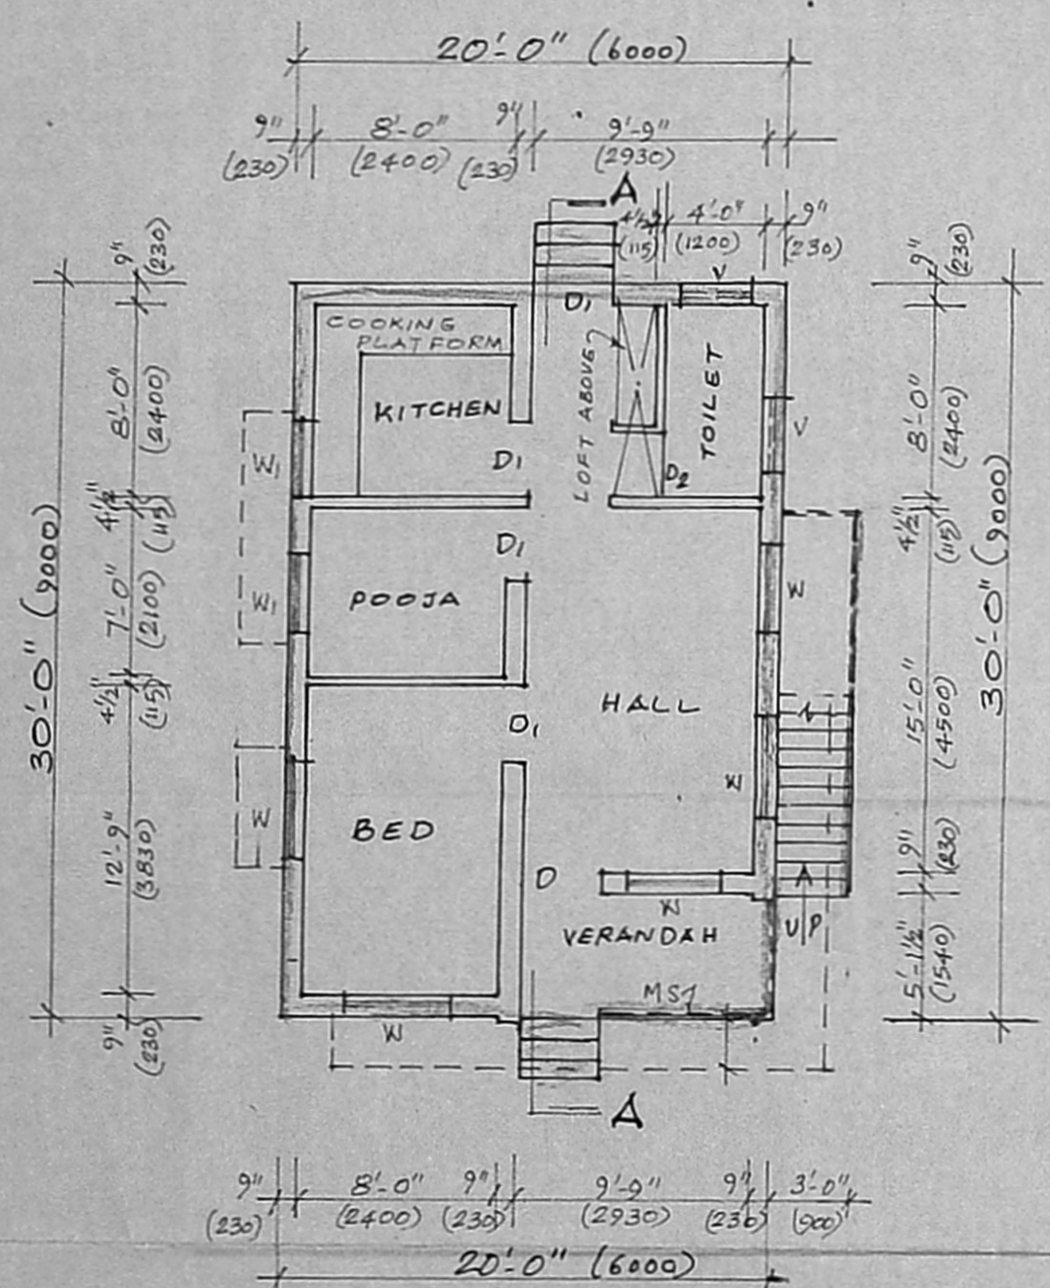 20'-0" (6000)
9" 8'-0" 9" 9'-9"
(230) (2400) (230) (2930)
A
4½" 4'-0" 9"
(115) (1200) (230)
V
D1
COOKING
PLATFORM
KITCHEN
LOFT ABOVE
TOILET
V
W1
D1
D2
D1
W1
POOJA
W
HALL
D1
W
W
BED
D
W
VERANDAH
UP
MS
W
A
30'-0" (9000)
9" (230)
8'-0" (2400)
4½" (115)
7'-0" (2100)
4½" (115)
12'-9" (3830)
9" (230)
9" (230)
8'-0" (2400)
4½" (115)
15'-0" (4500)
9" (230)
5'-1½" (1540)
30'-0" (9000)
9" 8'-0" 9" 9'-9" 9" 3'-0"
(230) (2400) (230) (2930) (230) (900)
20'-0" (6000)